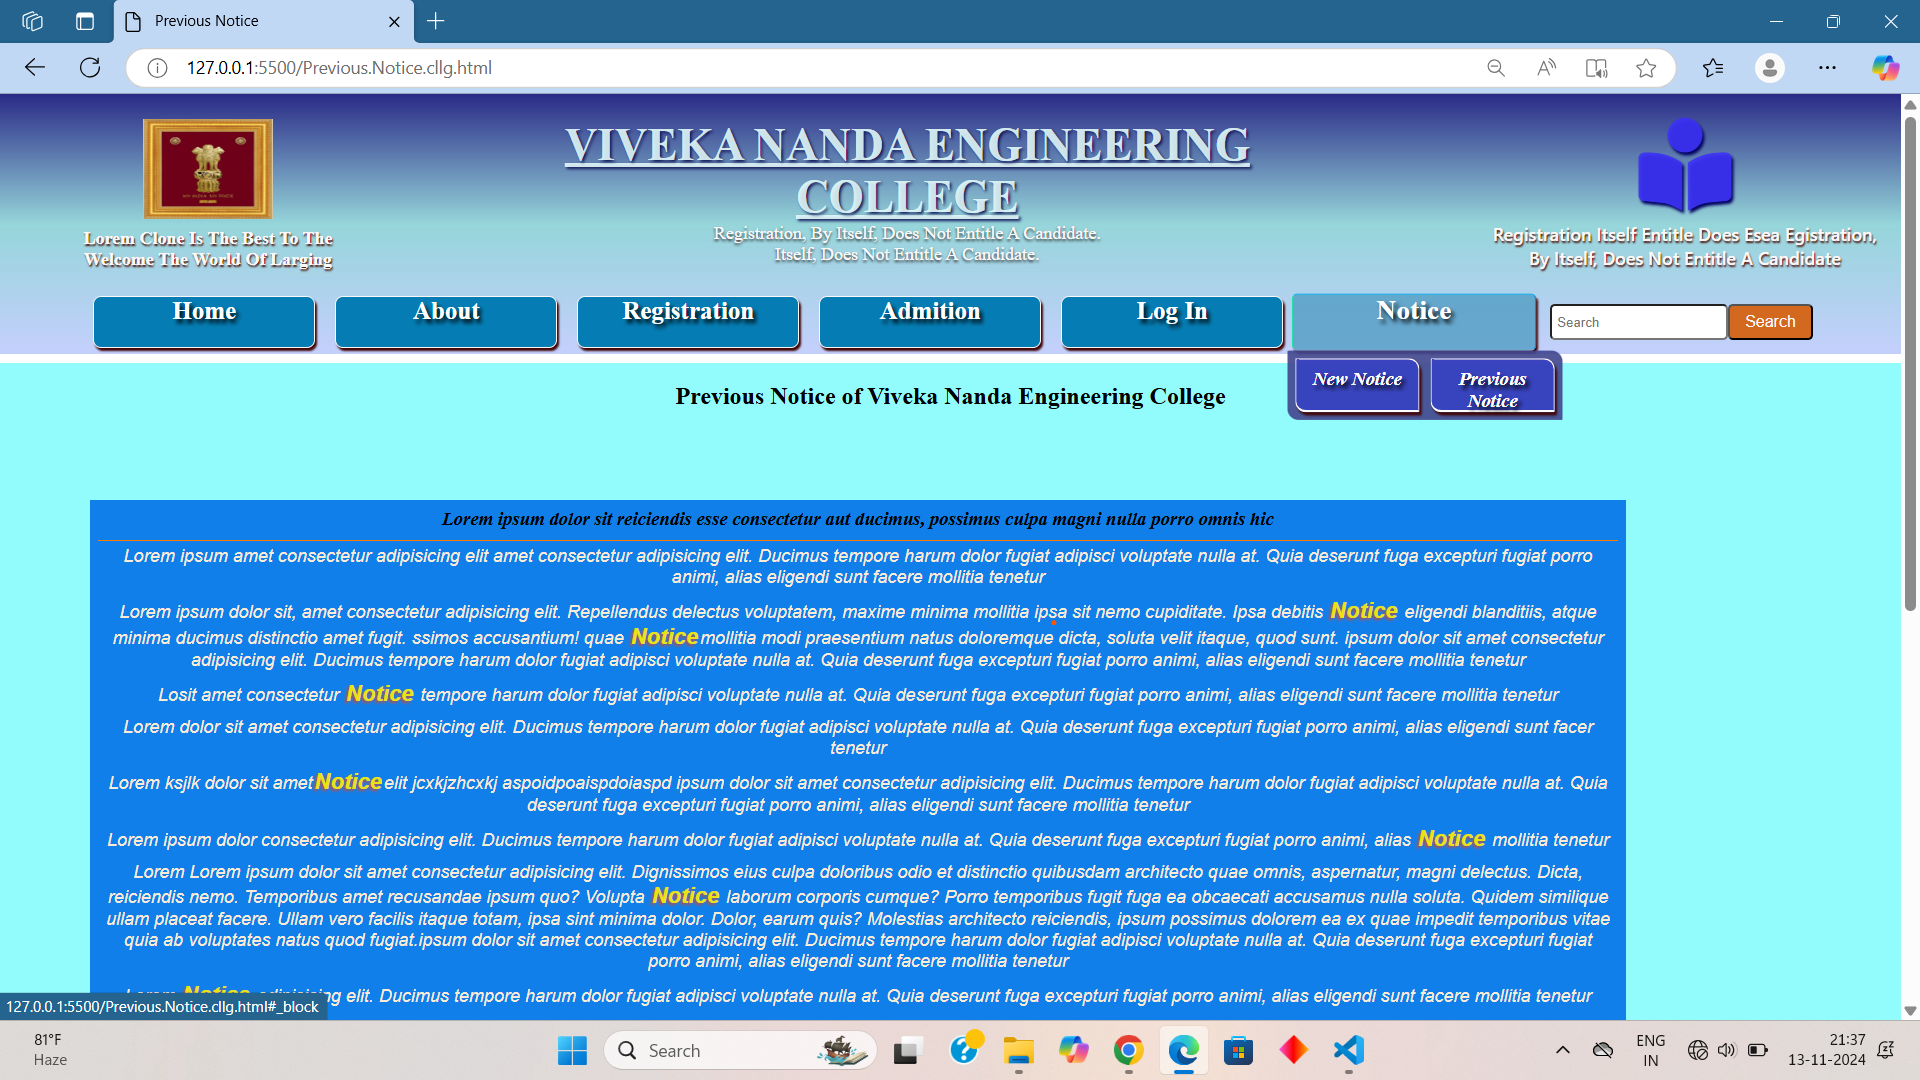 Previous Notice
127.0.0.1:5500/Previous.Notice.cllg.html
VIVEKA NANDA ENGINEERING
COLLEGE
Registration, By Itself, Does Not Entitle A Candidate.
Itself, Does Not Entitle A Candidate.
Lorem Clone Is The Best To The
Welcome The World Of Larging
Registration Itself Entitle Does Esea Egistration,
By Itself, Does Not Entitle A Candidate
Home
About
Registration
Admition
Log In
Notice
Search
Search
New Notice
Previous
Notice
Previous Notice of Viveka Nanda Engineering College
Lorem ipsum dolor sit reiciendis esse consectetur aut ducimus, possimus culpa magni nulla porro omnis hic
Lorem ipsum amet consectetur adipisicing elit amet consectetur adipisicing elit. Ducimus tempore harum dolor fugiat adipisci voluptate nulla at. Quia deserunt fuga excepturi fugiat porro
animi, alias eligendi sunt facere mollitia tenetur
Lorem ipsum dolor sit, amet consectetur adipisicing elit. Repellendus delectus voluptatem, maxime minima mollitia ipsa sit nemo cupiditate. Ipsa debitis Notice eligendi blanditiis, atque
minima ducimus distinctio amet fugit. ssimos accusantium! quae Notice mollitia modi praesentium natus doloremque dicta, soluta velit itaque, quod sunt. ipsum dolor sit amet consectetur
adipisicing elit. Ducimus tempore harum dolor fugiat adipisci voluptate nulla at. Quia deserunt fuga excepturi fugiat porro animi, alias eligendi sunt facere mollitia tenetur
Losit amet consectetur Notice tempore harum dolor fugiat adipisci voluptate nulla at. Quia deserunt fuga excepturi fugiat porro animi, alias eligendi sunt facere mollitia tenetur
Lorem dolor sit amet consectetur adipisicing elit. Ducimus tempore harum dolor fugiat adipisci voluptate nulla at. Quia deserunt fuga excepturi fugiat porro animi, alias eligendi sunt facer
tenetur
Lorem ksjlk dolor sit amet Notice elit jcxkjzhcxkj aspoidpoaispdoiaspd ipsum dolor sit amet consectetur adipisicing elit. Ducimus tempore harum dolor fugiat adipisci voluptate nulla at. Quia
deserunt fuga excepturi fugiat porro animi, alias eligendi sunt facere mollitia tenetur
Lorem ipsum dolor consectetur adipisicing elit. Ducimus tempore harum dolor fugiat adipisci voluptate nulla at. Quia deserunt fuga excepturi fugiat porro animi, alias Notice mollitia tenetur
Lorem Lorem ipsum dolor sit amet consectetur adipisicing elit. Dignissimos eius culpa doloribus odio et distinctio quibusdam architecto quae omnis, aspernatur, magni delectus. Dicta,
reiciendis nemo. Temporibus amet recusandae ipsum quo? Volupta Notice laborum corporis cumque? Porro temporibus fugit fuga ea obcaecati accusamus nulla soluta. Quidem similique
ullam placeat facere. Ullam vero facilis itaque totam, ipsa sint minima dolor. Dolor, earum quis? Molestias architecto reiciendis, ipsum possimus dolorem ea ex quae impedit temporibus vitae
quia ab voluptates natus quod fugiat.ipsum dolor sit amet consectetur adipisicing elit. Ducimus tempore harum dolor fugiat adipisci voluptate nulla at. Quia deserunt fuga excepturi fugiat
porro animi, alias eligendi sunt facere mollitia tenetur
elit. Ducimus tempore harum dolor fugiat adipisci voluptate nulla at. Quia deserunt fuga excepturi fugiat porro animi, alias eligendi sunt facere mollitia tenetur
127.0.0.1:5500/Previous.Notice.cllg.html#_block
81°F
Haze
Search
ENG
IN
21:37
13-11-2024